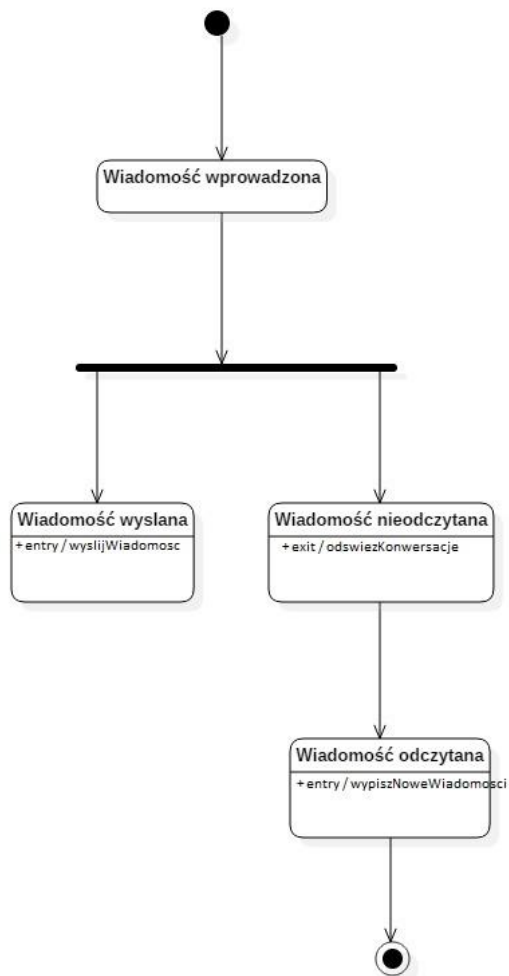 Wiadomość wprowadzona
Wiadomość wyslana
+entry / wyslijWiadomosc
Wiadomość nieodczytana
+exit / odswiezKonwersacje
Wiadomość odczytana
+entry / wypiszNoweWiadomosci